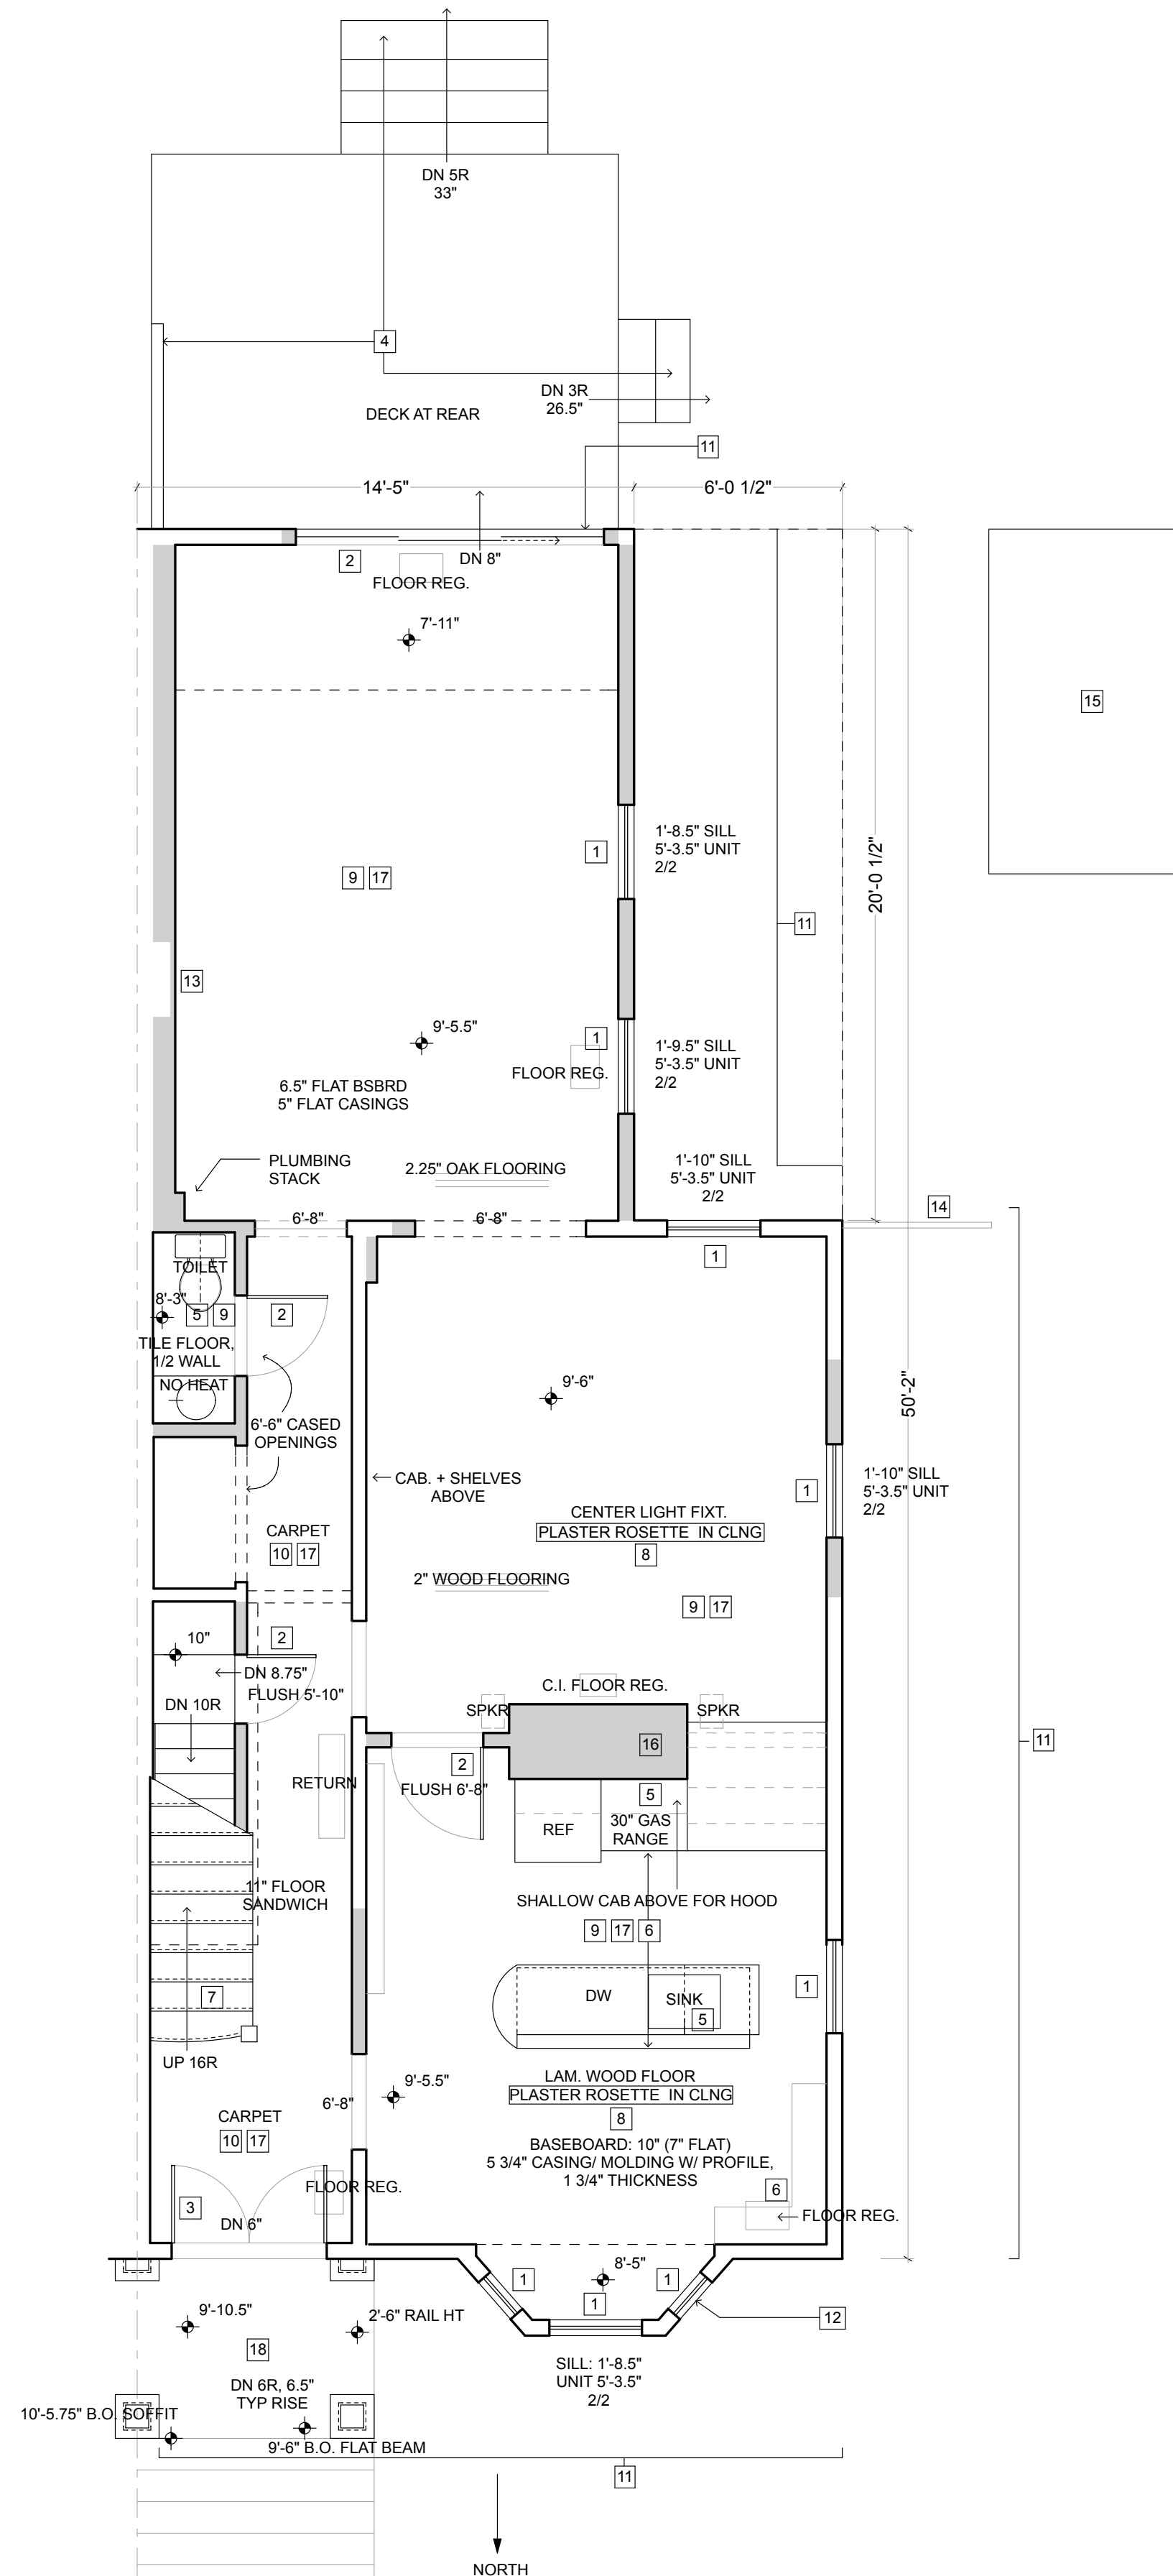 DN 5R
33"
4
DN 3R
26.5"
DECK AT REAR
11
14'-5"
6'-0 1/2"
2
DN 8"
FLOOR REG.
7'-11"
15
1
1'-8.5" SILL
5'-3.5" UNIT
2/2
20'-0 1/2"
9 17
11
13
9'-5.5"
1
1'-9.5" SILL
5'-3.5" UNIT
2/2
FLOOR REG.
6.5" FLAT BSBRD
5" FLAT CASINGS
PLUMBING
STACK
2.25" OAK FLOORING
1'-10" SILL
5'-3.5" UNIT
2/2
14
6'-8"
6'-8"
1
TOILET
8'-3"
5 9
2
TILE FLOOR,
1/2 WALL
NO HEAT
9'-6"
50'-2"
6'-6" CASED
OPENINGS
CAB. + SHELVES
ABOVE
1
1'-10" SILL
5'-3.5" UNIT
2/2
CENTER LIGHT FIXT.
PLASTER ROSETTE IN CLNG
8
CARPET
10 17
2" WOOD FLOORING
9 17
10"
2
DN 8.75"
FLUSH 5'-10"
DN 10R
C.I. FLOOR REG.
SPKR
SPKR
16
11
2
FLUSH 6'-8"
RETURN
5
REF
30" GAS
RANGE
11" FLOOR
SANDWICH
SHALLOW CAB ABOVE FOR HOOD
9 17 6
7
1
DW
SINK
5
UP 16R
LAM. WOOD FLOOR
PLASTER ROSETTE IN CLNG
8
9'-5.5"
6'-8"
CARPET
10 17
BASEBOARD: 10" (7" FLAT)
5 3/4" CASING/ MOLDING W/ PROFILE,
1 3/4" THICKNESS
FLOOR REG.
3
DN 6"
6
FLOOR REG.
8'-5"
1
1
1
12
9'-10.5"
2'-6" RAIL HT
18
SILL: 1'-8.5"
UNIT 5'-3.5"
2/2
DN 6R, 6.5"
TYP RISE
10'-5.75" B.O. SOFFIT
9'-6" B.O. FLAT BEAM
11
NORTH